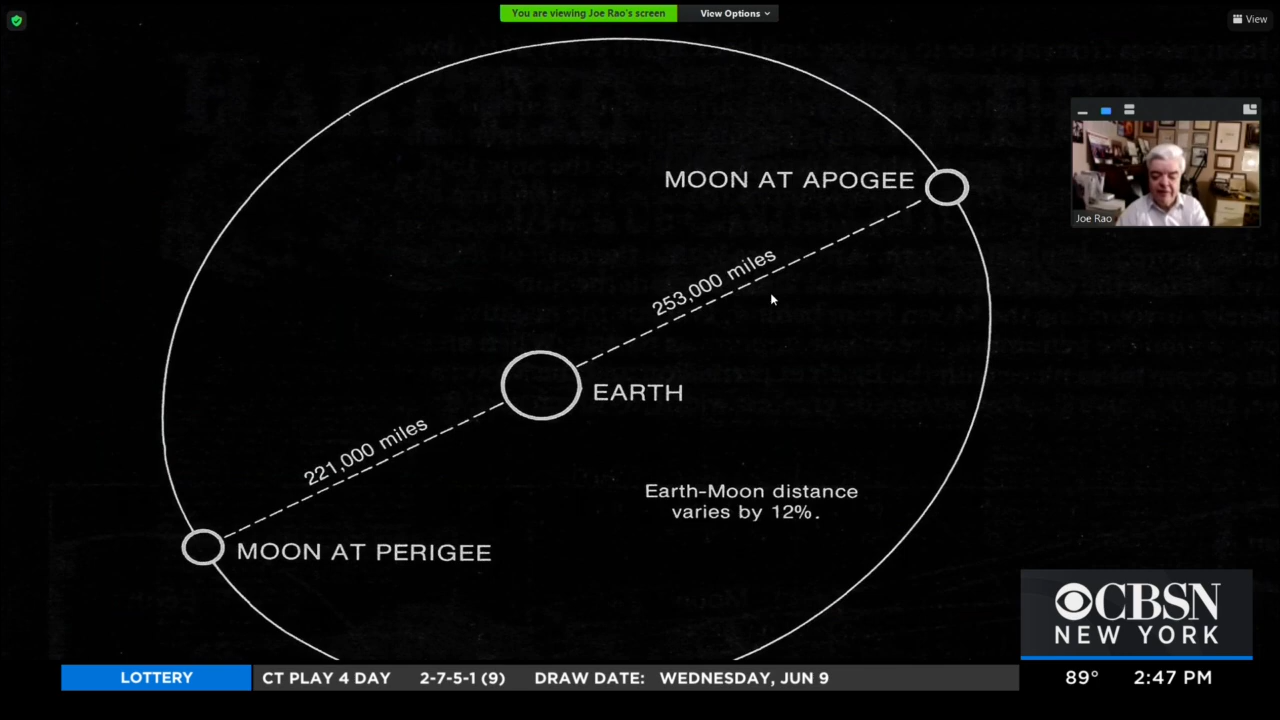 You are viewing Joe Rao's screen
View Options
View
MOON AT APOGEE
Joe Rao
253,000 miles
EARTH
221,000 miles
Earth-Moon distance
varies by 12%.
MOON AT PERIGEE
CBSN
NEW YORK
LOTTERY
CT PLAY 4 DAY 2-7-5-1 (9) DRAW DATE: WEDNESDAY, JUN 9
89° 2:47 PM